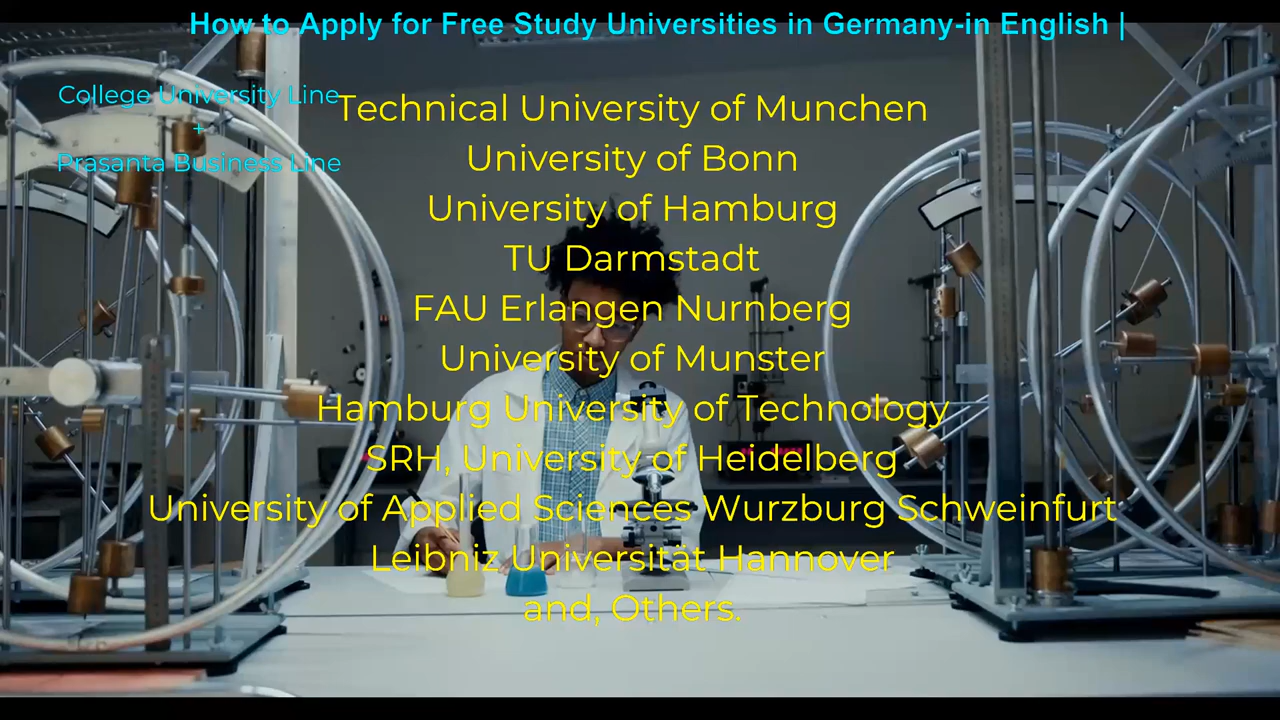 How to Apply for Free Study Universities in Germany-in English |
College University Line
+
Prasanta Business Line
Technical University of Munchen
University of Bonn
University of Hamburg
TU Darmstadt
FAU Erlangen Nurnberg
University of Munster
Hamburg University of Technology
SRH, University of Heidelberg
University of Applied Sciences Wurzburg Schweinfurt
Leibniz Universität Hannover
and, Others.